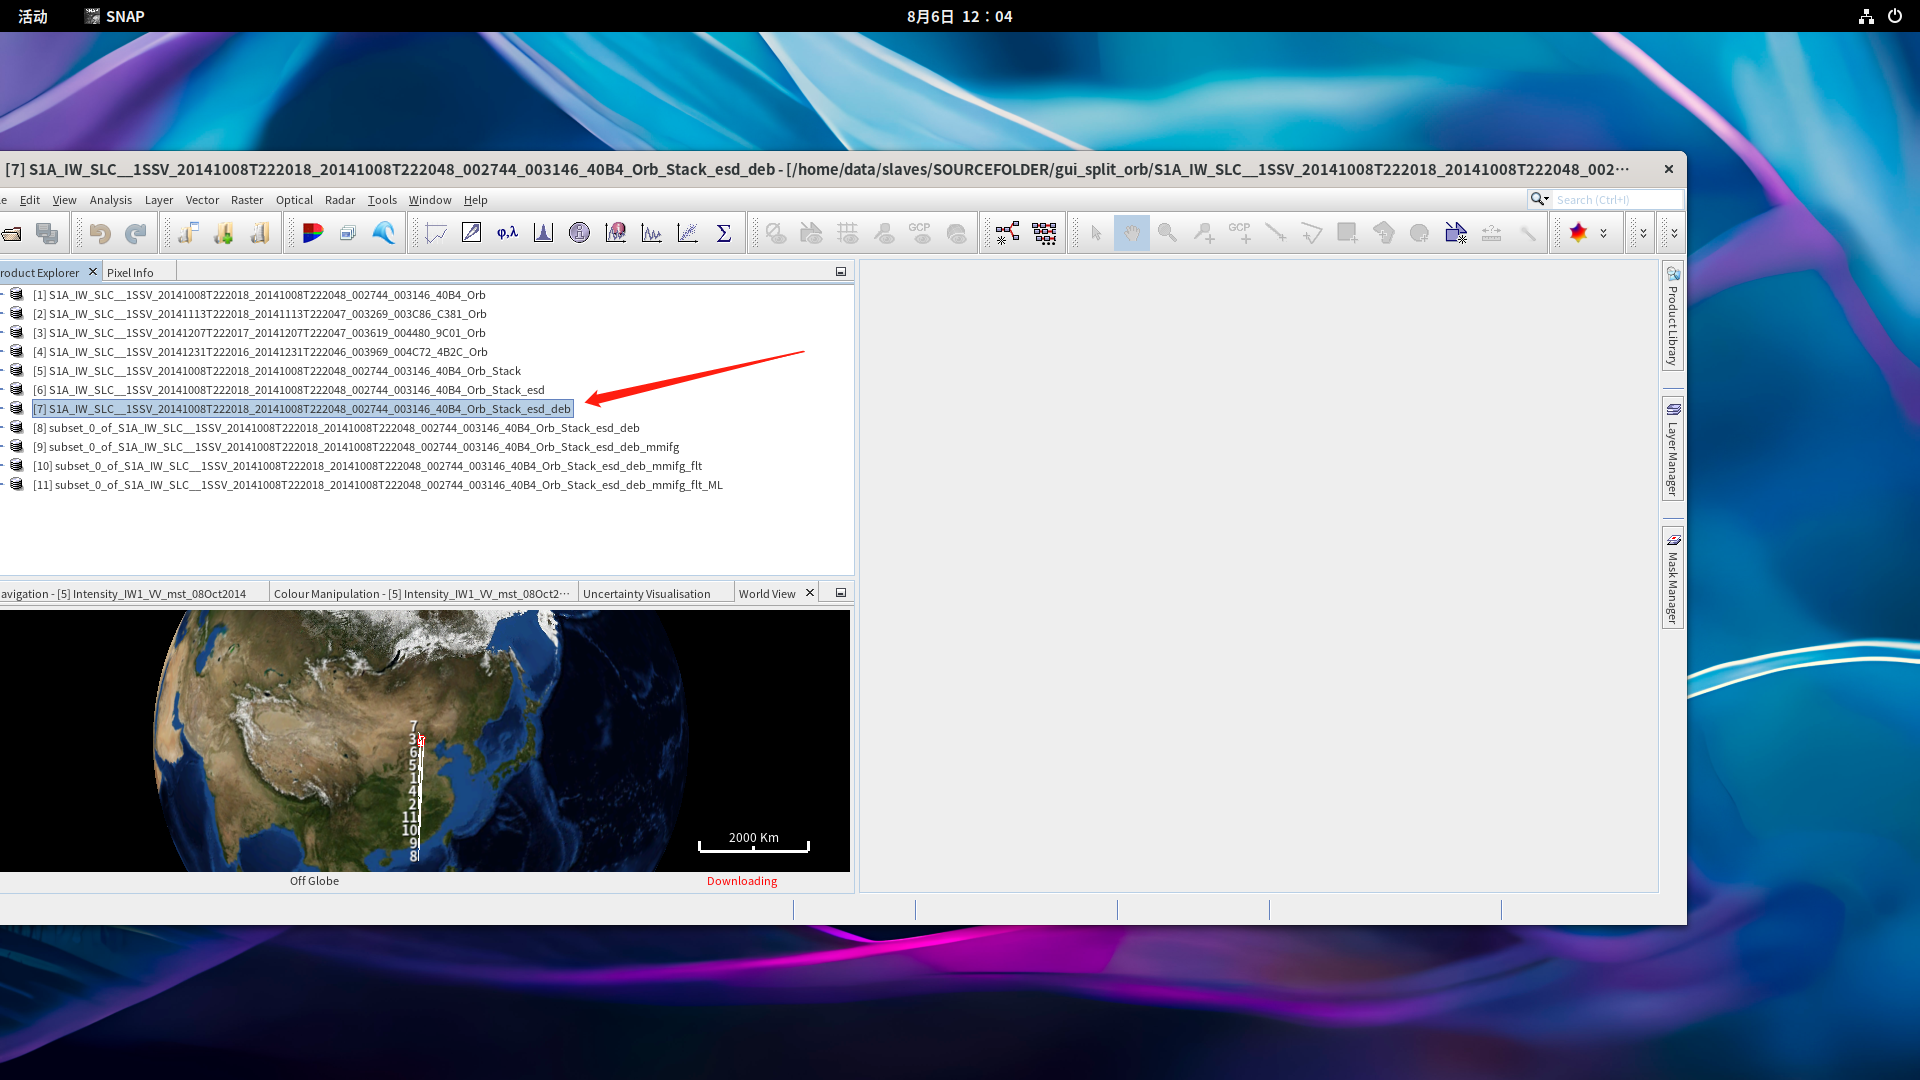 活动
SNAP
8月6日 12：04
[7] S1A_IW_SLC__1SSV_20141008T222018_20141008T222048_002744_003146_40B4_Orb_Stack_esd_deb - [/home/data/slaves/SOURCEFOLDER/gui_split_orb/S1A_IW_SLC__1SSV_20141008T222018_20141008T222048_002···
e Edit View Analysis Layer Vector Raster Optical Radar Tools Window Help
Search (Ctrl+I)
φ,λ
GCP
GCP
roduct Explorer
Pixel Info
[1] S1A_IW_SLC__1SSV_20141008T222018_20141008T222048_002744_003146_40B4_Orb
[2] S1A_IW_SLC__1SSV_20141113T222018_20141113T222047_003269_003C86_C381_Orb
[3] S1A_IW_SLC__1SSV_20141207T222017_20141207T222047_003619_004480_9C01_Orb
[4] S1A_IW_SLC__1SSV_20141231T222016_20141231T222046_003969_004C72_4B2C_Orb
[5] S1A_IW_SLC__1SSV_20141008T222018_20141008T222048_002744_003146_40B4_Orb_Stack
[6] S1A_IW_SLC__1SSV_20141008T222018_20141008T222048_002744_003146_40B4_Orb_Stack_esd
[7] S1A_IW_SLC__1SSV_20141008T222018_20141008T222048_002744_003146_40B4_Orb_Stack_esd_deb
[8] subset_0_of_S1A_IW_SLC__1SSV_20141008T222018_20141008T222048_002744_003146_40B4_Orb_Stack_esd_deb
[9] subset_0_of_S1A_IW_SLC__1SSV_20141008T222018_20141008T222048_002744_003146_40B4_Orb_Stack_esd_deb_mmifg
[10] subset_0_of_S1A_IW_SLC__1SSV_20141008T222018_20141008T222048_002744_003146_40B4_Orb_Stack_esd_deb_mmifg_flt
[11] subset_0_of_S1A_IW_SLC__1SSV_20141008T222018_20141008T222048_002744_003146_40B4_Orb_Stack_esd_deb_mmifg_flt_ML
Product Library
Layer Manager
Mask Manager
avigation - [5] Intensity_IW1_VV_mst_08Oct2014
Colour Manipulation - [5] Intensity_IW1_VV_mst_08Oct2···
Uncertainty Visualisation
World View
7
3
6
5
1
4
2
11
10
9
8
2000 Km
Off Globe
Downloading